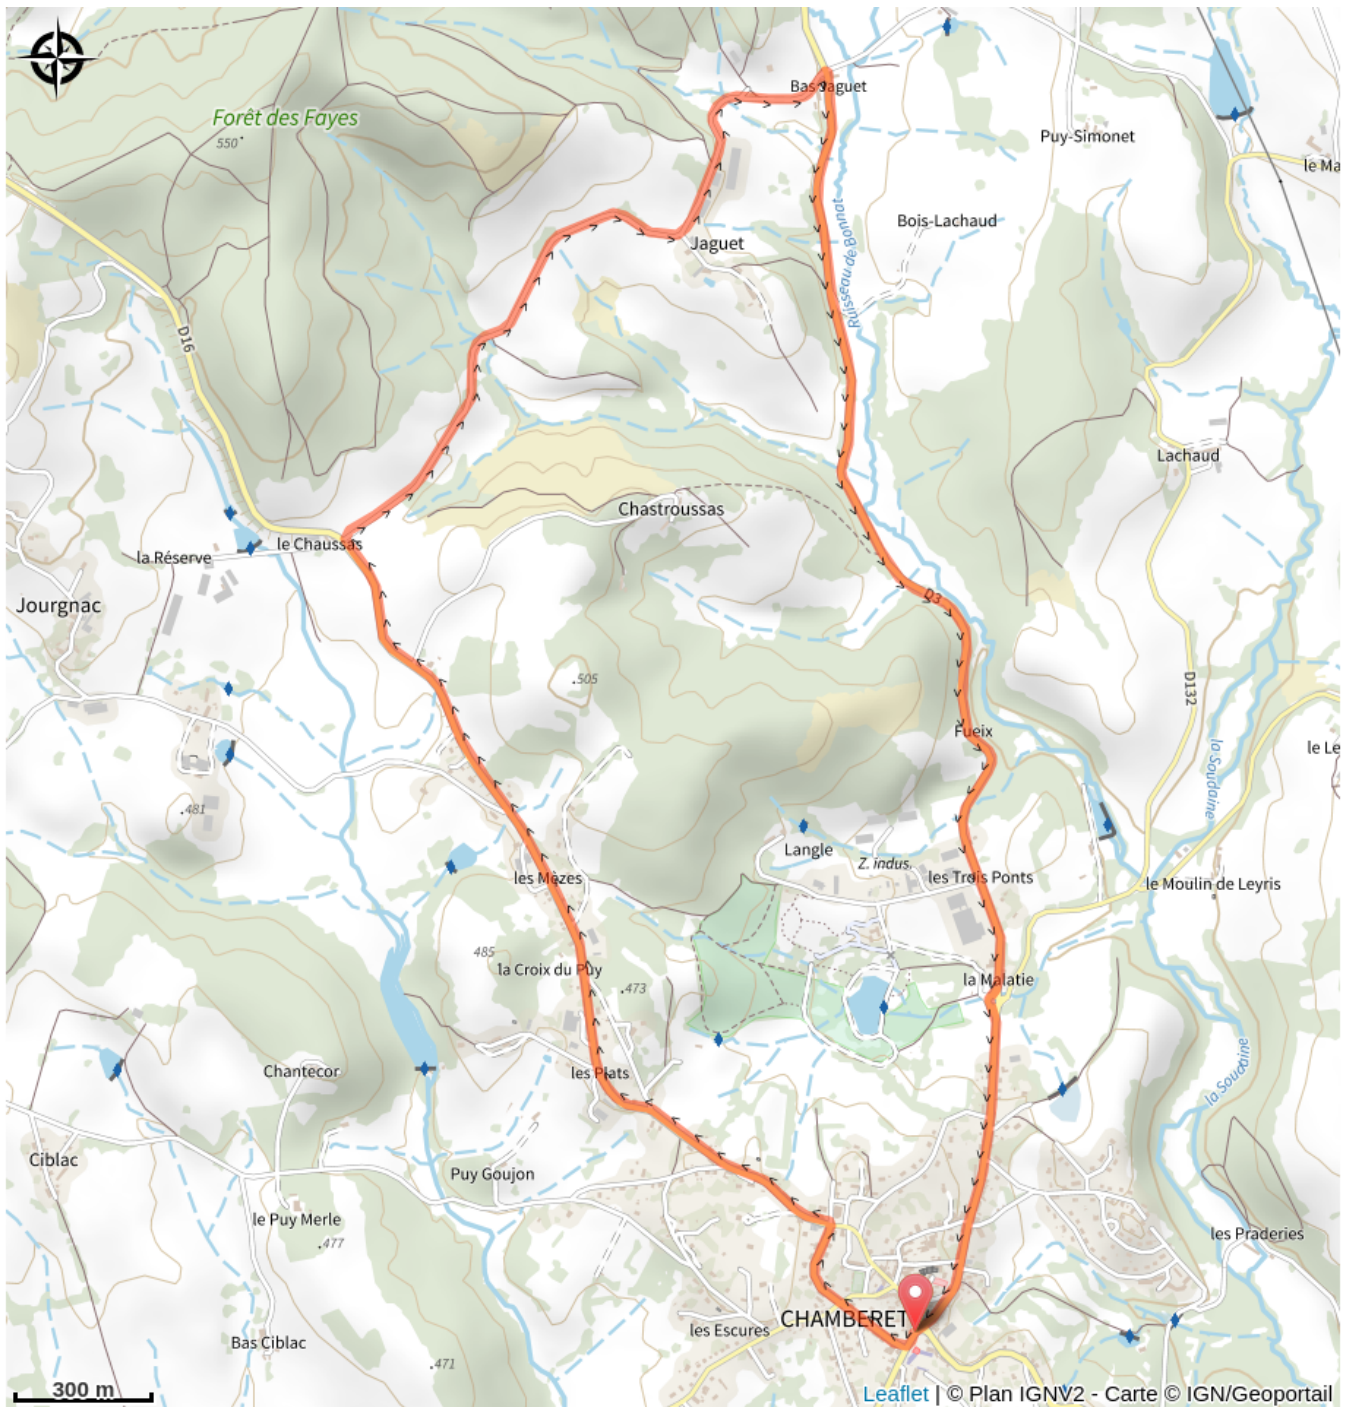 Bas Jaguet
Forêt des Fayes
550
Puy-Simonet
le Ma
Bois-Lachaud
Ruisseau de Bonnat
Jaguet
D16
Lachaud
Chastroussas
le Chaussas
la Réserve
D3
Jourgnac
505
D132
Fueix
la Soudaine
le Le
481
Langle
Z. indus.
les Mèzes
les Trois Ponts
le Moulin de Leyris
485
la Croix du Puy
473
la Malatie
Chantecor
les Plats
la Soudaine
Ciblac
Puy Goujon
le Puy Merle
477
les Praderies
CHAMBERET
les Escures
Bas Ciblac
471
300 m
Leaflet | © Plan IGNV2 - Carte © IGN/Geoportail